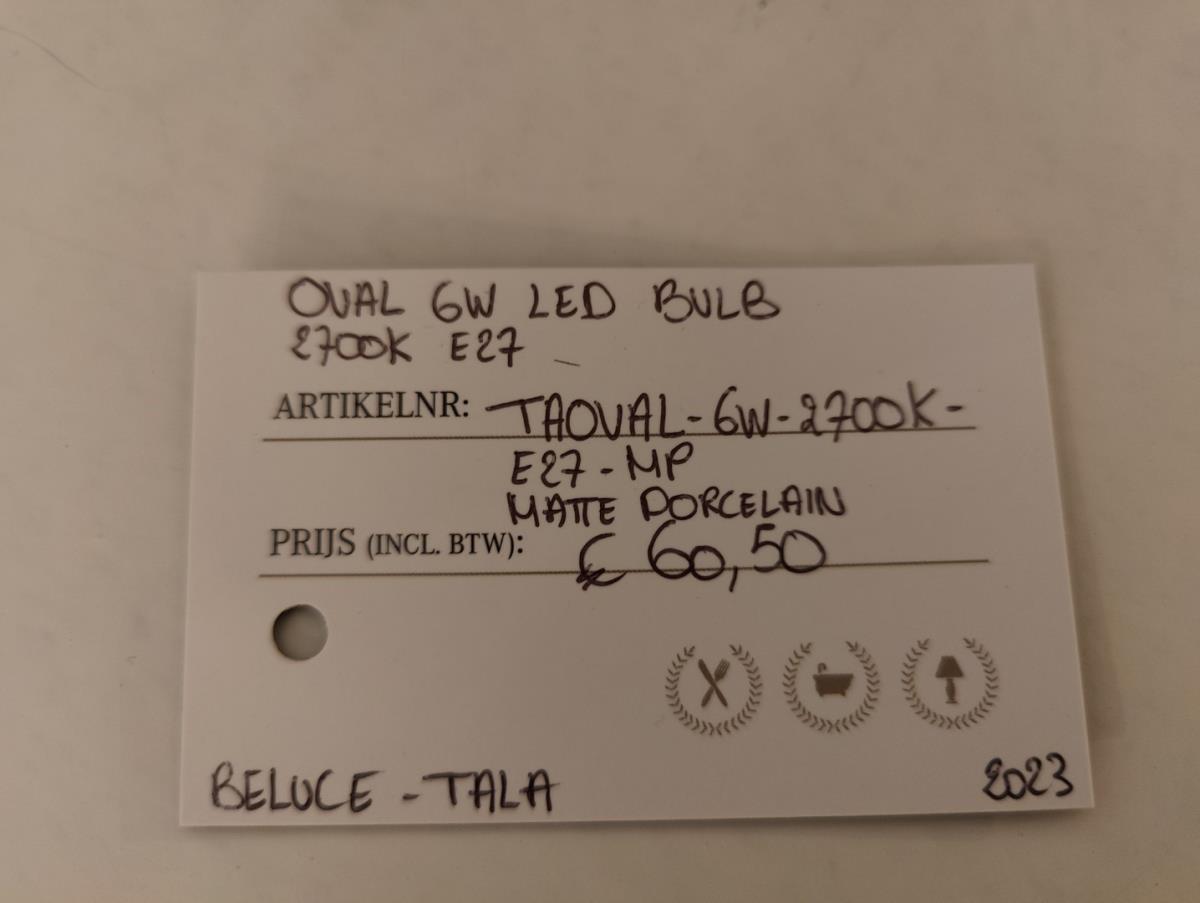 OVAL 6W LED BULB
2700K E27
ARTIKELNR: TAOVAL-6W-2700K-
E27-MP
MATTE PORCELAIN
PRIJS (INCL. BTW): € 60,50
BELUCE - TALA
2023